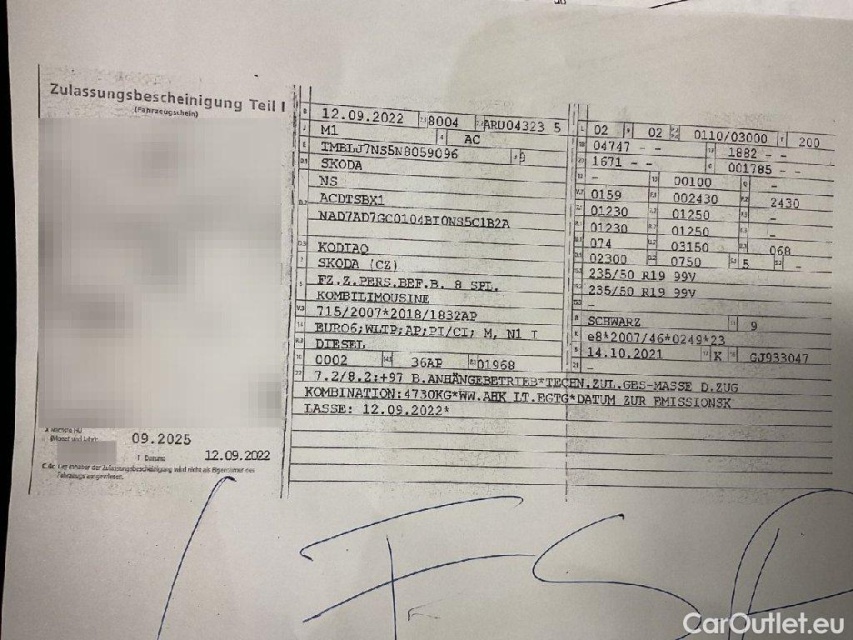 Zulassungsbescheinigung Teil I
(Fahrzeugschein)
09.2025
12.09.2022
12.09.2022 8004 ARU04323 5
M1 AC
TMBLJ7NS5N8059096 9
SKODA
NS
ACDTSBX1
NAD7AD7GC0104BI0NS5C1B2A
KODIAQ
SKODA (CZ)
FZ.Z.PERS.BEF.B. 8 SPL.
KOMBILIMOUSINE
715/2007*2018/1832AP
EURO6;WLTP;AP;PI/CI; M, N1 I
DIESEL
0002 36AP 01968
02 02 0110/03000 200
04747 - - 1882 - -
1671 - - 001785 - -
- 00100 -
0159 002430 2430
01230 01250 -
01230 01250 -
074 03150 068
02300 0750 5 -
235/50 R19 99V
235/50 R19 99V
SCHWARZ 9
e8*2007/46*0249*23
14.10.2021 K GJ933047
-
7.2/8.2:+97 B.ANHÄNGEBETRIEB*TECHN.ZUL.GES-MASSE D.ZUG
KOMBINATION:4730KG*WW.AHK LT.EGTG*DATUM ZUR EMISSIONSK
LASSE: 12.09.2022*
CarOutlet.eu